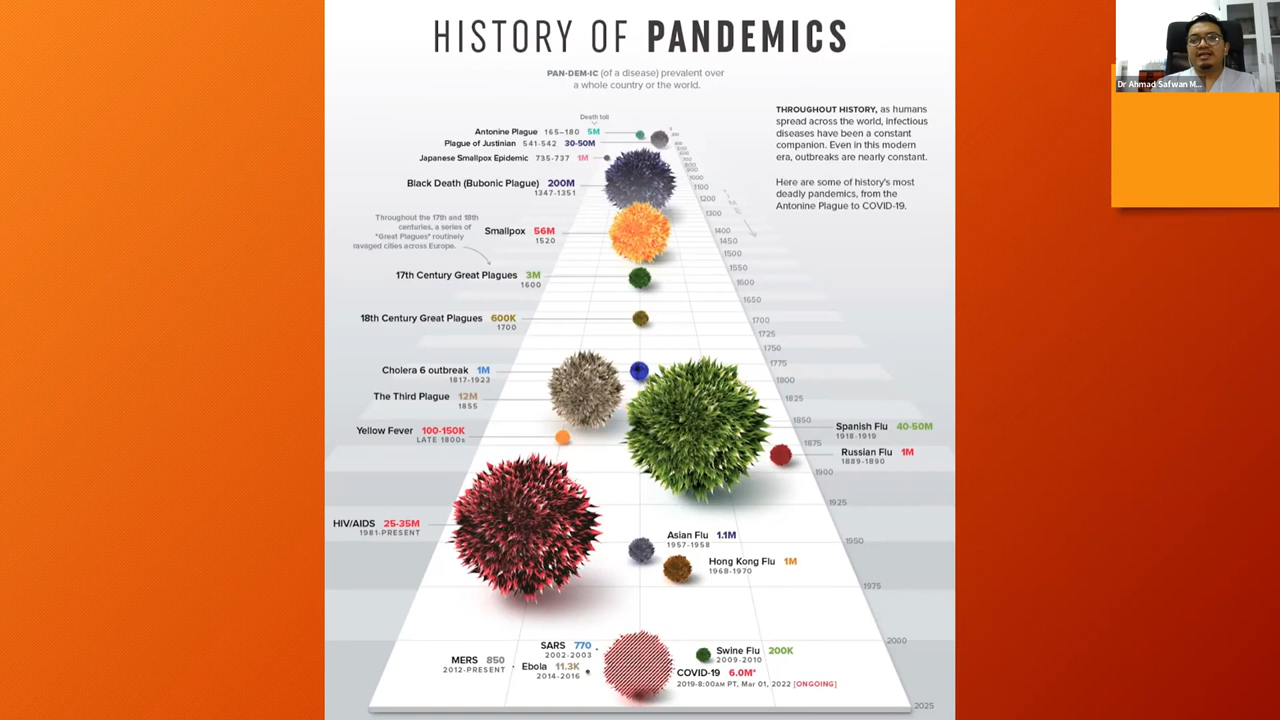 HISTORY OF PANDEMICS
PAN·DEM·IC (of a disease) prevalent over
a whole country or the world.
Dr Ahmad Safwan M...
THROUGHOUT HISTORY, as humans
spread across the world, infectious
diseases have been a constant
companion. Even in this modern
era, outbreaks are nearly constant.
Here are some of history's most
deadly pandemics, from the
Antonine Plague to COVID-19.
Death toll
Antonine Plague 165-180 5M
Plague of Justinian 541-542 30-50M
Japanese Smallpox Epidemic 735-737 1M
Black Death (Bubonic Plague) 200M
1347-1351
Throughout the 17th and 18th
centuries, a series of
"Great Plagues" routinely
ravaged cities across Europe.
Smallpox 56M
1520
17th Century Great Plagues 3M
1600
18th Century Great Plagues 600K
1700
Cholera 6 outbreak 1M
1817-1923
The Third Plague 12M
1855
Yellow Fever 100-150K
LATE 1800s
Spanish Flu 40-50M
1918-1919
Russian Flu 1M
1889-1890
HIV/AIDS 25-35M
1981-PRESENT
Asian Flu 1.1M
1957-1958
Hong Kong Flu 1M
1968-1970
SARS 770
2002-2003
MERS 850
2012-PRESENT
Ebola 11.3K
2014-2016
Swine Flu 200K
2009-2010
COVID-19 6.0M*
2019-8:00AM PT, Mar 01, 2022 [ONGOING]
1000
1100
1200
1300
1400
1450
1500
1550
1600
1650
1700
1725
1750
1775
1800
1825
1850
1875
1900
1925
1950
1975
2000
2025